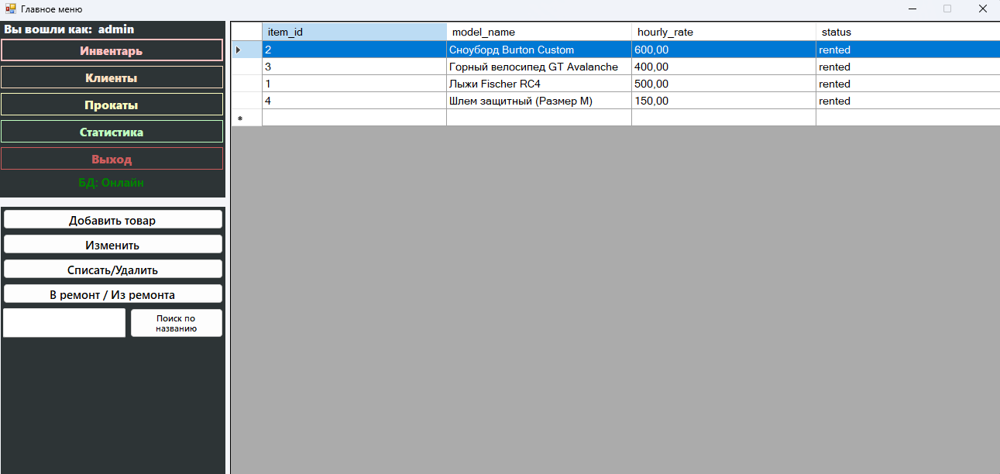 Главное меню
Вы вошли как: admin
Инвентарь
Клиенты
Прокаты
Статистика
Выход
БД: Онлайн
Добавить товар
Изменить
Списать/Удалить
В ремонт / Из ремонта
Поиск по
названию
item_id model_name hourly_rate status
2 Сноуборд Burton Custom 600,00 rented
3 Горный велосипед GT Avalanche 400,00 rented
1 Лыжи Fischer RC4 500,00 rented
4 Шлем защитный (Размер M) 150,00 rented